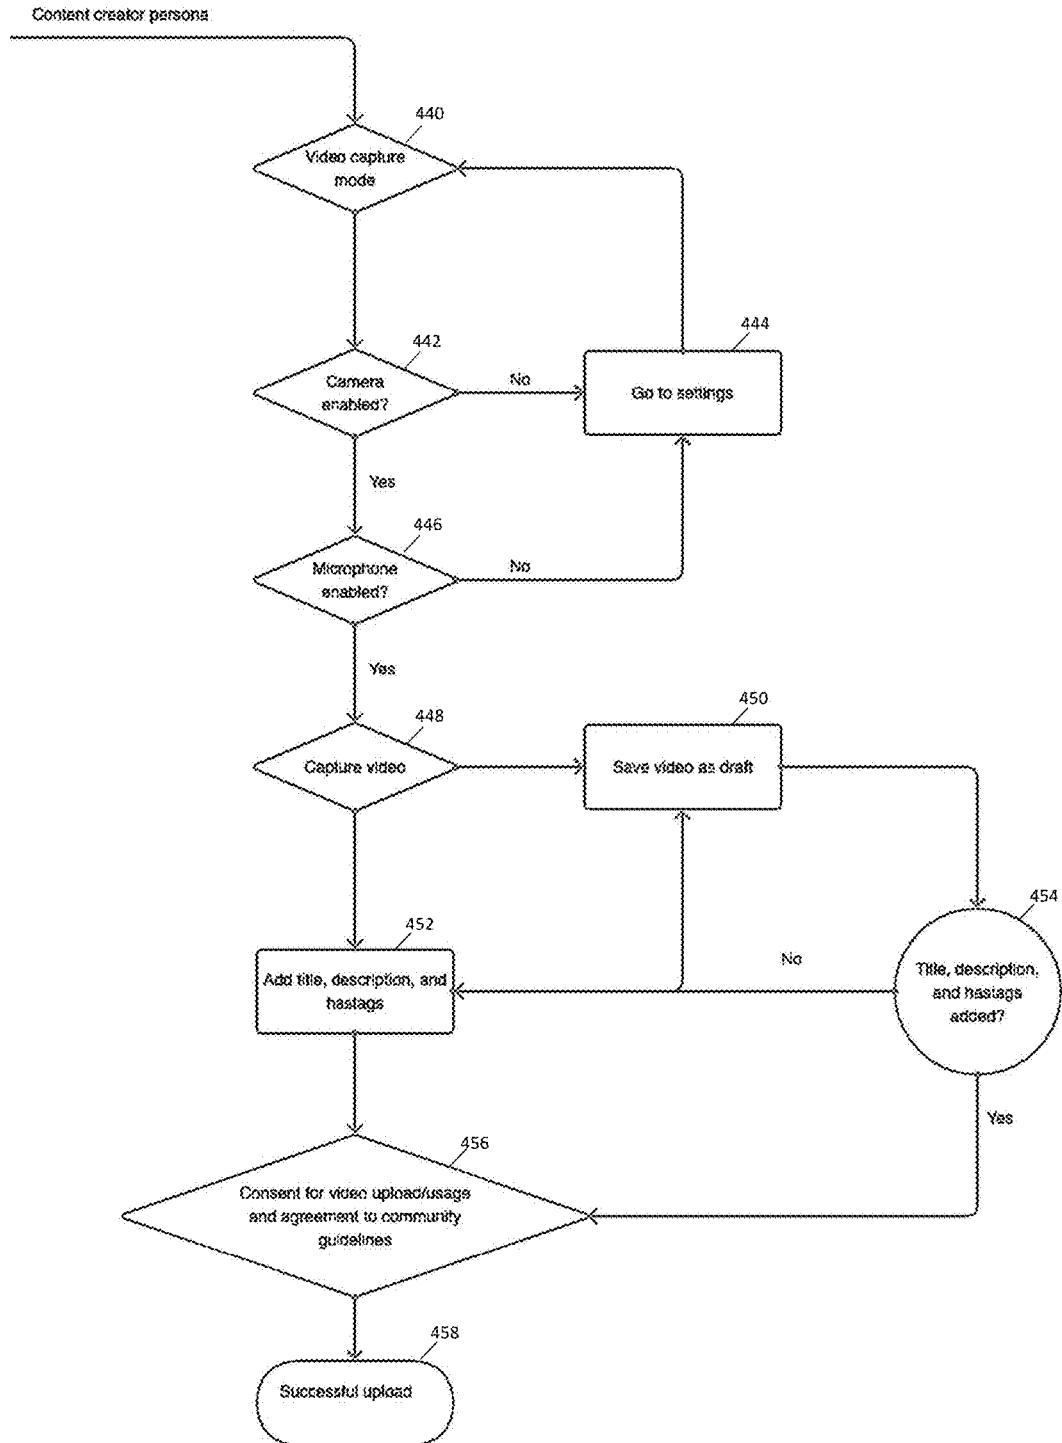 Content creator persona
440
Video capture
mode
442
Camera
enabled?
No
444
Go to settings
Yes
446
Microphone
enabled?
No
Yes
448
Capture video
450
Save video as draft
452
Add title, description, and
hastags
No
454
Title, description,
and hastags
added?
Yes
456
Consent for video upload/usage
and agreement to community
guidelines
458
Successful upload